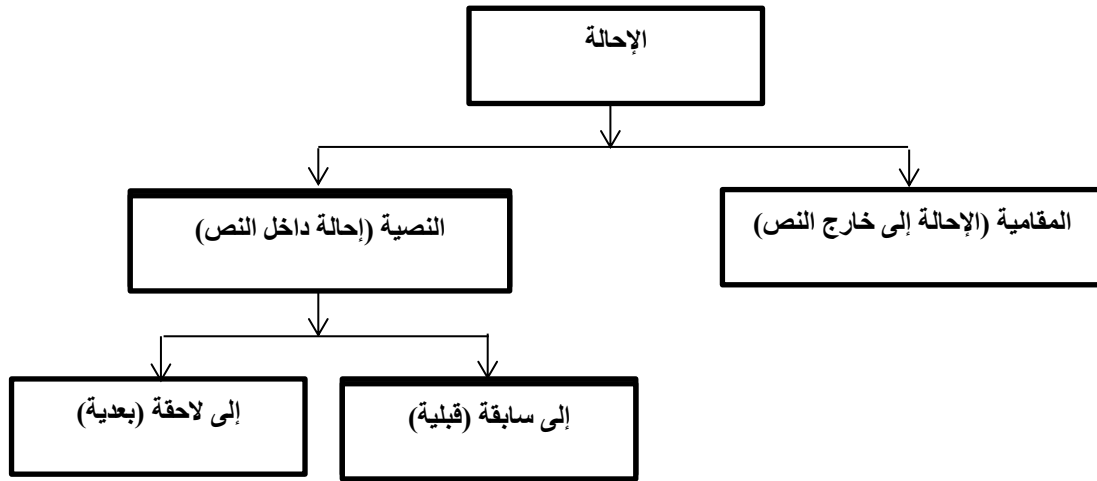 الإحالة
المقامية (الإحالة إلى خارج النص)
النصية (إحالة داخل النص)
إلى سابقة (قبلية)
إلى لاحقة (بعدية)